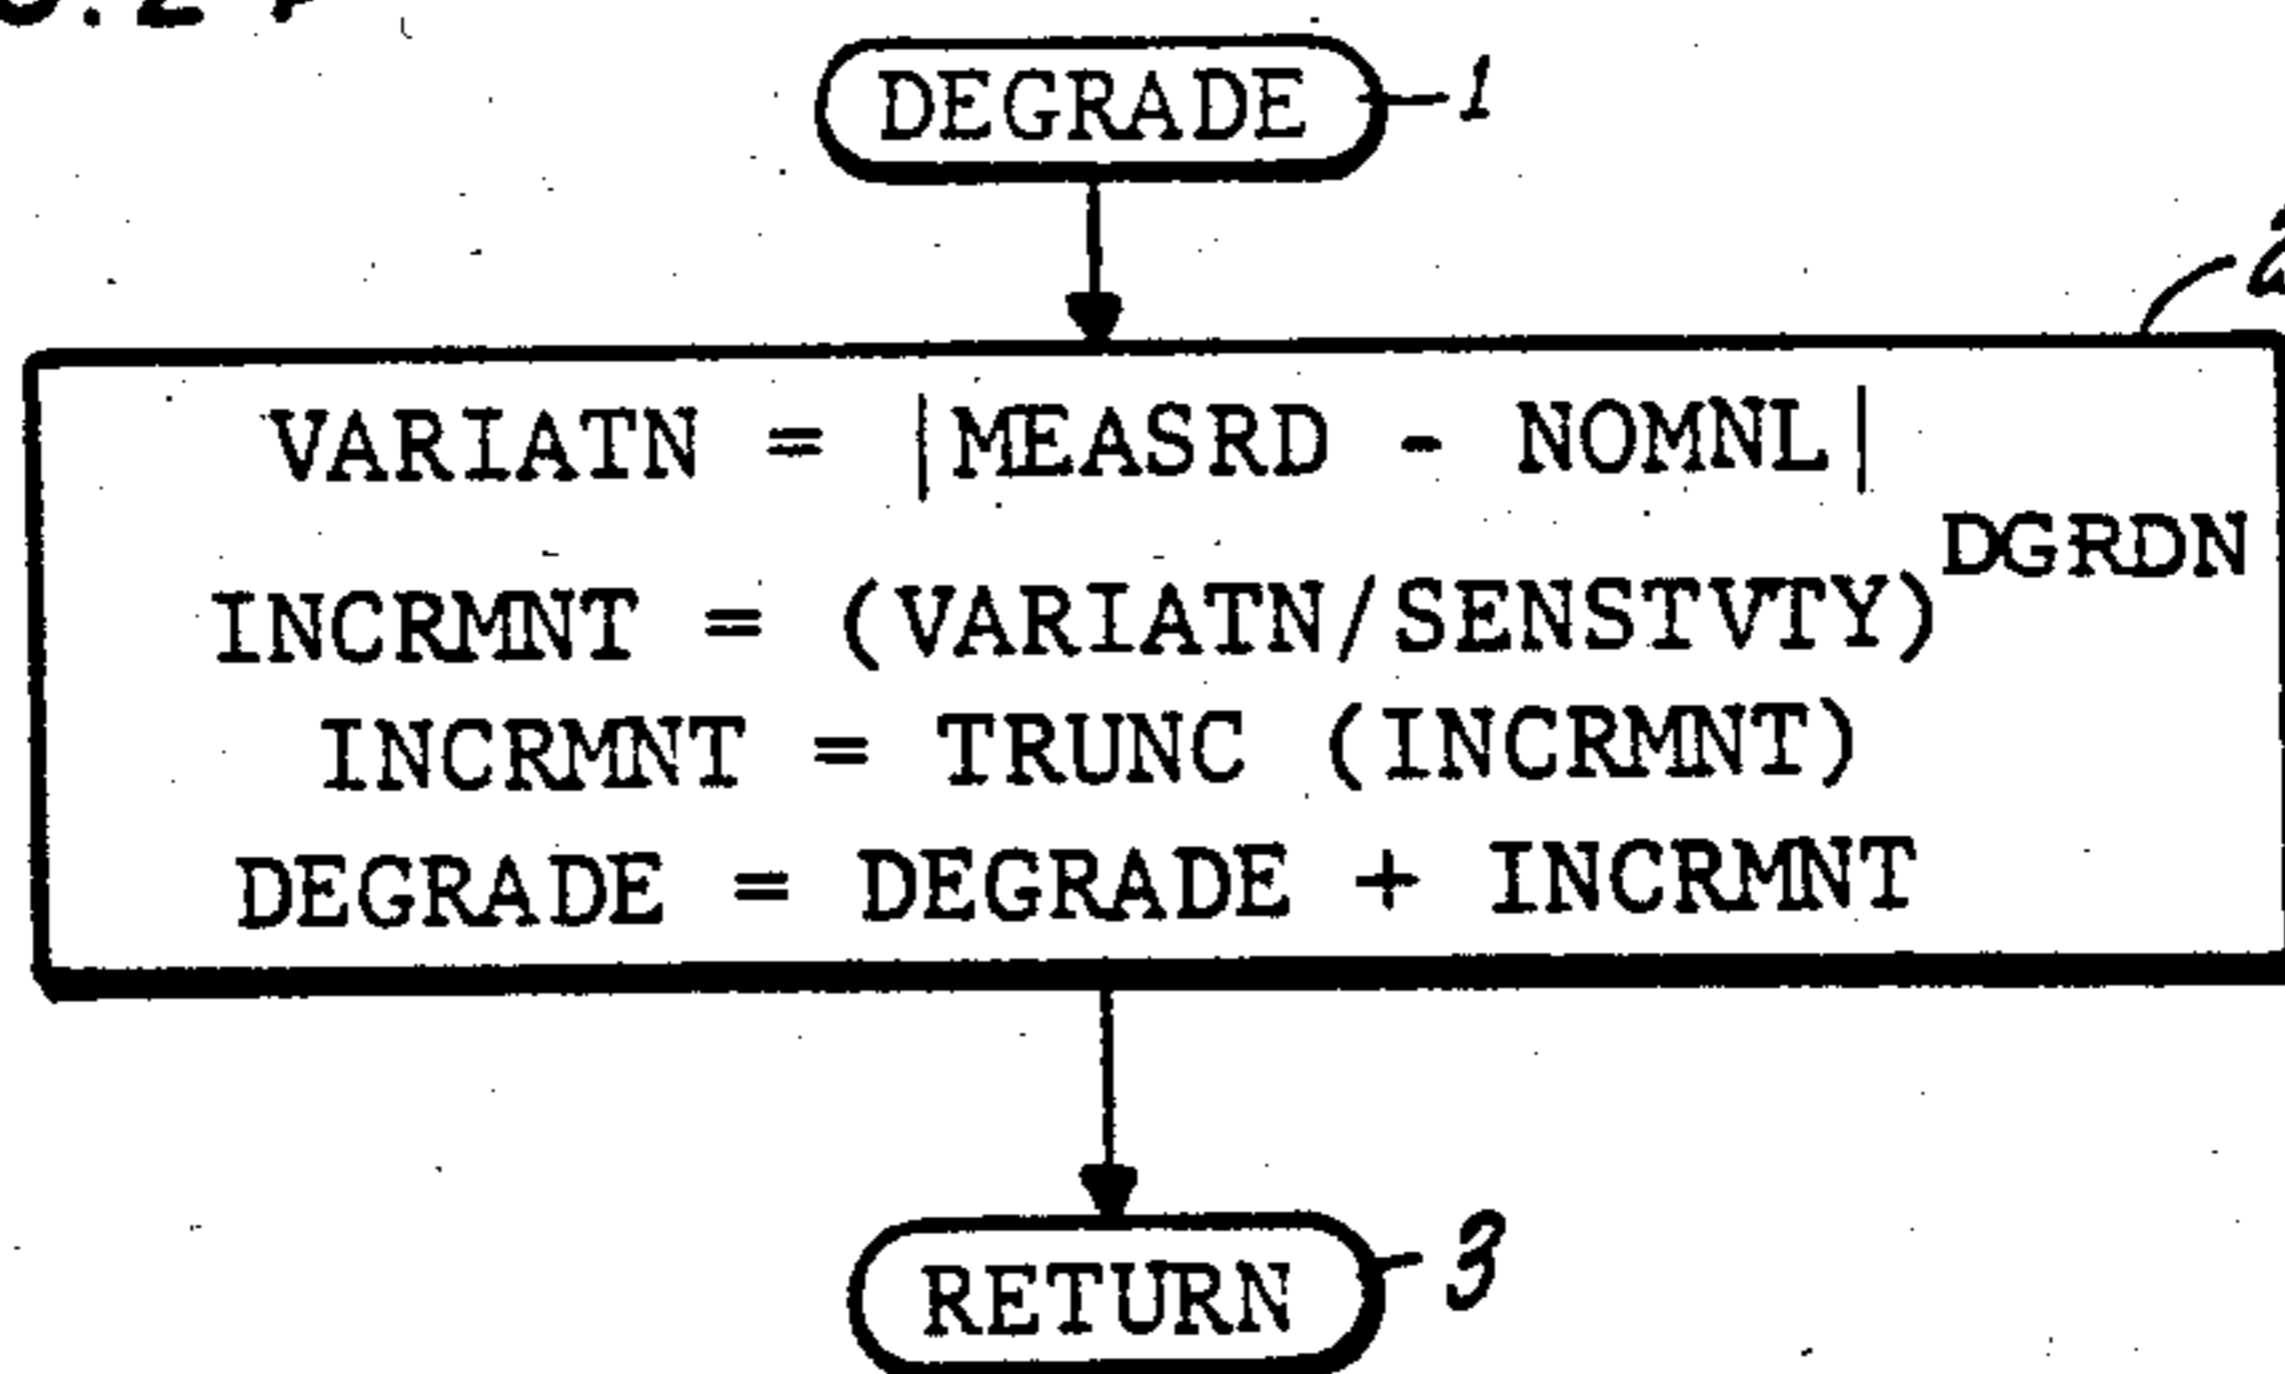 DEGRADE 1
2
VARIATN = |MEASRD - NOMNL|
INCRMNT = (VARIATN/SENSTVTY)DGRDN
INCRMNT = TRUNC (INCRMNT)
DEGRADE = DEGRADE + INCRMNT
RETURN 3